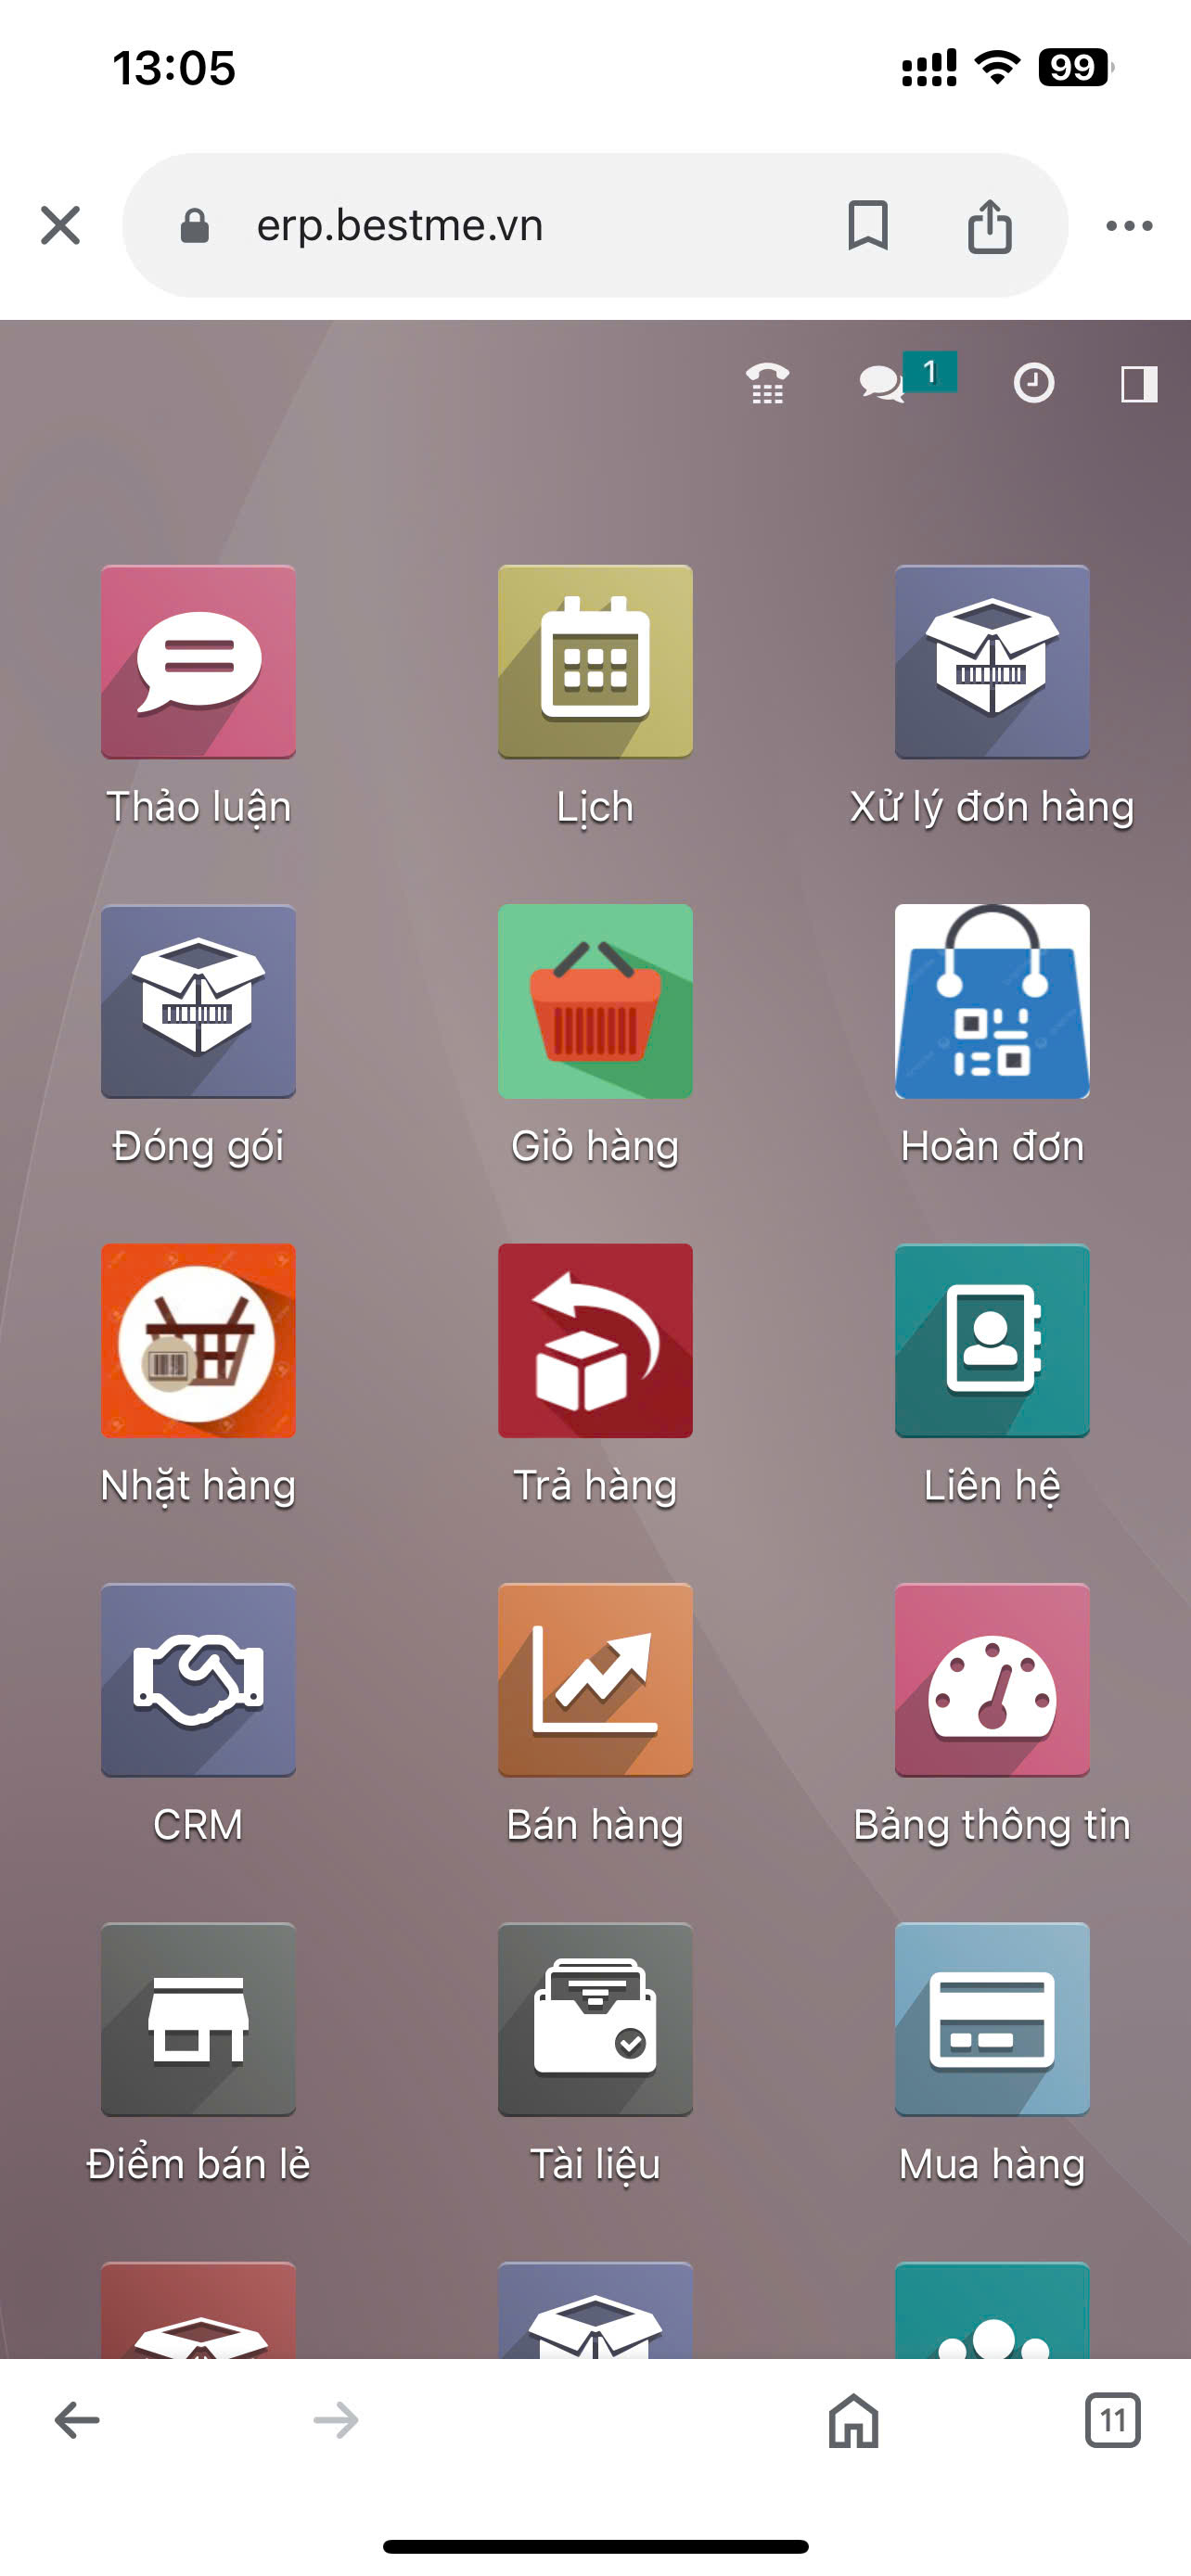 13:05
99
erp.bestme.vn
1
Thảo luận
Lịch
Xử lý đơn hàng
Đóng gói
Giỏ hàng
Hoàn đơn
Nhặt hàng
Trả hàng
Liên hệ
CRM
Bán hàng
Bảng thông tin
Điểm bán lẻ
Tài liệu
Mua hàng
11